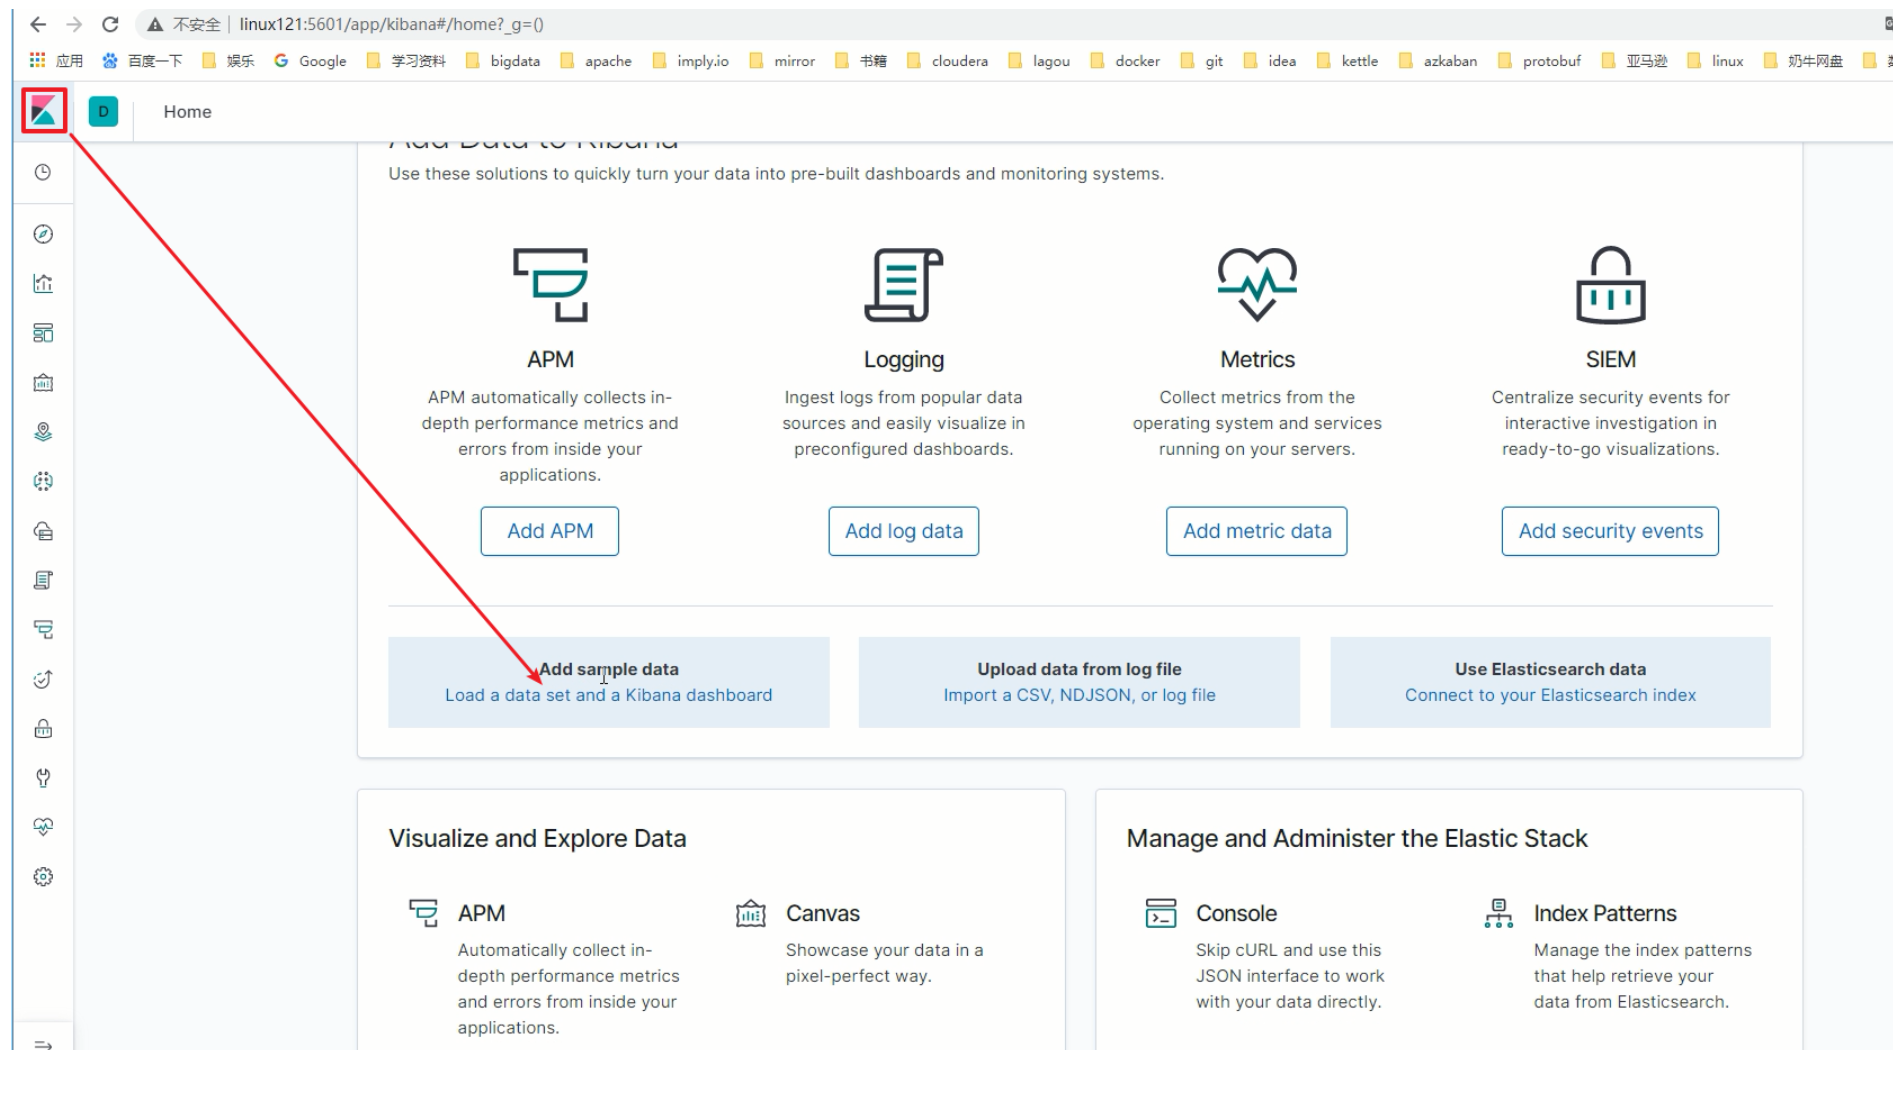 不安全 linux121:5601/app/kibana#/home?_g=()
应用 百度一下 娱乐 Google 学习资料 bigdata apache imply.io mirror 书籍 cloudera lagou docker git idea kettle azkaban protobuf 亚马逊 linux 奶牛网盘
D Home
Add Data to Kibana
Use these solutions to quickly turn your data into pre-built dashboards and monitoring systems.
APM
APM automatically collects in-
depth performance metrics and
errors from inside your
applications.
Add APM
Logging
Ingest logs from popular data
sources and easily visualize in
preconfigured dashboards.
Add log data
Metrics
Collect metrics from the
operating system and services
running on your servers.
Add metric data
SIEM
Centralize security events for
interactive investigation in
ready-to-go visualizations.
Add security events
Add sample data
Load a data set and a Kibana dashboard
Upload data from log file
Import a CSV, NDJSON, or log file
Use Elasticsearch data
Connect to your Elasticsearch index
Visualize and Explore Data
APM
Automatically collect in-
depth performance metrics
and errors from inside your
applications.
Canvas
Showcase your data in a
pixel-perfect way.
Manage and Administer the Elastic Stack
Console
Skip cURL and use this
JSON interface to work
with your data directly.
Index Patterns
Manage the index patterns
that help retrieve your
data from Elasticsearch.